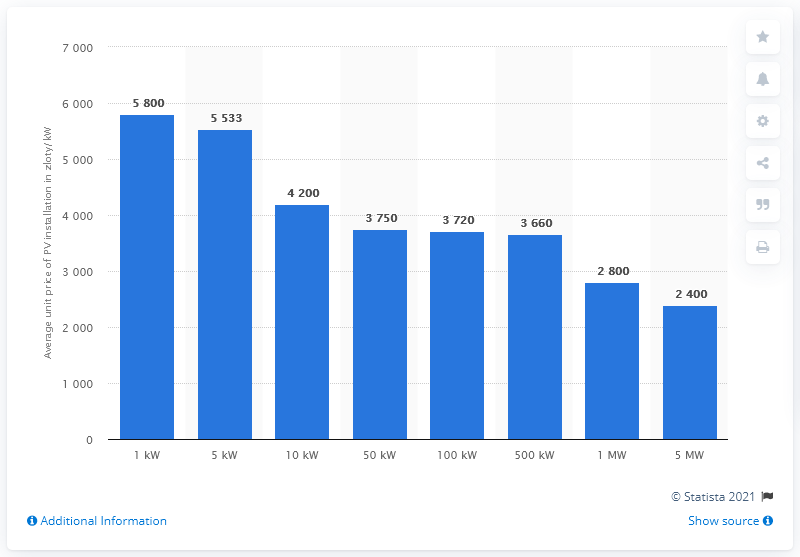 Average unit price of PV installation in zloty/kW
7 000
6 000
5 000
4 000
3 000
2 000
1 000
0
5 800
5 533
4 200
3 750
3 720
3 660
2 800
2 400
1 kW
5 kW
10 kW
50 kW
100 kW
500 kW
1 MW
5 MW
© Statista 2021
Additional Information
Show source